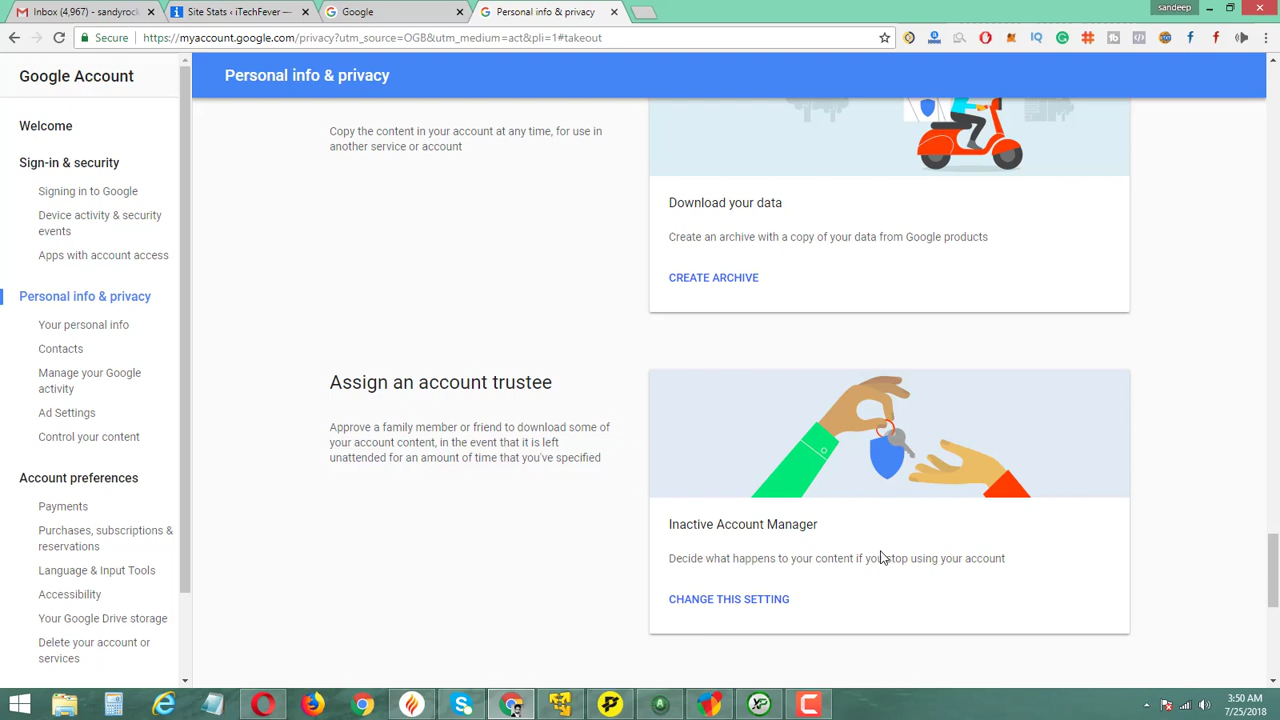 Inbox (4,967) - sandyrock
Site Stats ‹ iTechFever —
Google
Personal info & privacy
sandeep
Secure
https://myaccount.google.com/privacy?utm_source=OGB&utm_medium=act&pli=1#takeout
Google Account
Personal info & privacy
Welcome
Sign-in & security
Signing in to Google
Device activity & security
events
Apps with account access
Personal info & privacy
Your personal info
Contacts
Manage your Google
activity
Ad Settings
Control your content
Account preferences
Payments
Purchases, subscriptions &
reservations
Language & Input Tools
Accessibility
Your Google Drive storage
Delete your account or
services
Copy the content in your account at any time, for use in
another service or account
Download your data
Create an archive with a copy of your data from Google products
CREATE ARCHIVE
Assign an account trustee
Approve a family member or friend to download some of
your account content, in the event that it is left
unattended for an amount of time that you've specified
Inactive Account Manager
Decide what happens to your content if you stop using your account
CHANGE THIS SETTING
3:50 AM
7/25/2018